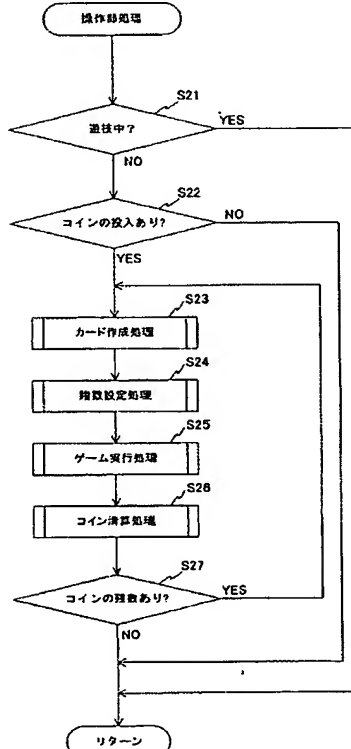 操作部処理
S21
遊技中?
YES
NO
S22
コインの投入あり?
NO
YES
S23
カード作成処理
S24
賭数設定処理
S25
ゲーム実行処理
S26
コイン清算処理
S27
コインの残数あり?
YES
NO
リターン